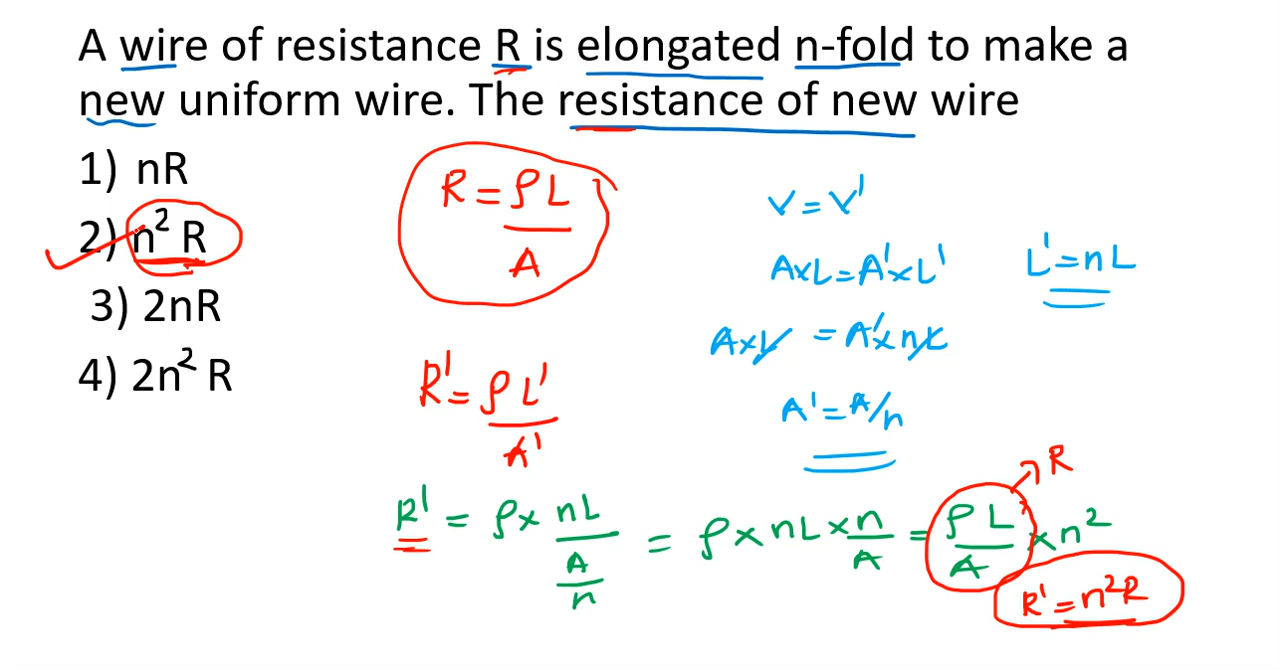 A wire of resistance R is elongated n-fold to make a
new uniform wire. The resistance of new wire
1) nR
2) n² R
3) 2nR
4) 2n² R
R = ρL
A
V = V'
A×L = A'×L'
L' = nL
A×L = A'×nL
A' = A/n
R' = ρL'
A'
R' = ρ× nL
A
n
= ρ × nL × n
A
= ρL
A
× n²
R
R' = n²R